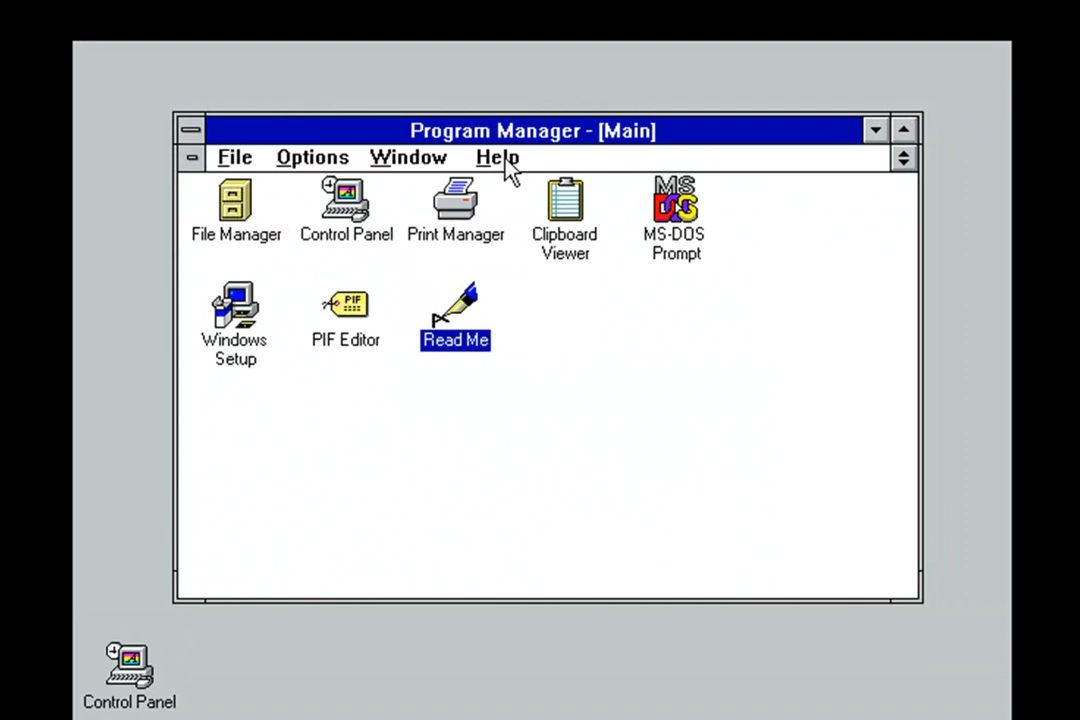 Program Manager - [Main]
File Options Window Help
MS
DOS
File Manager Control Panel Print Manager Clipboard Viewer MS-DOS Prompt
PIF
Windows Setup PIF Editor Read Me
Control Panel